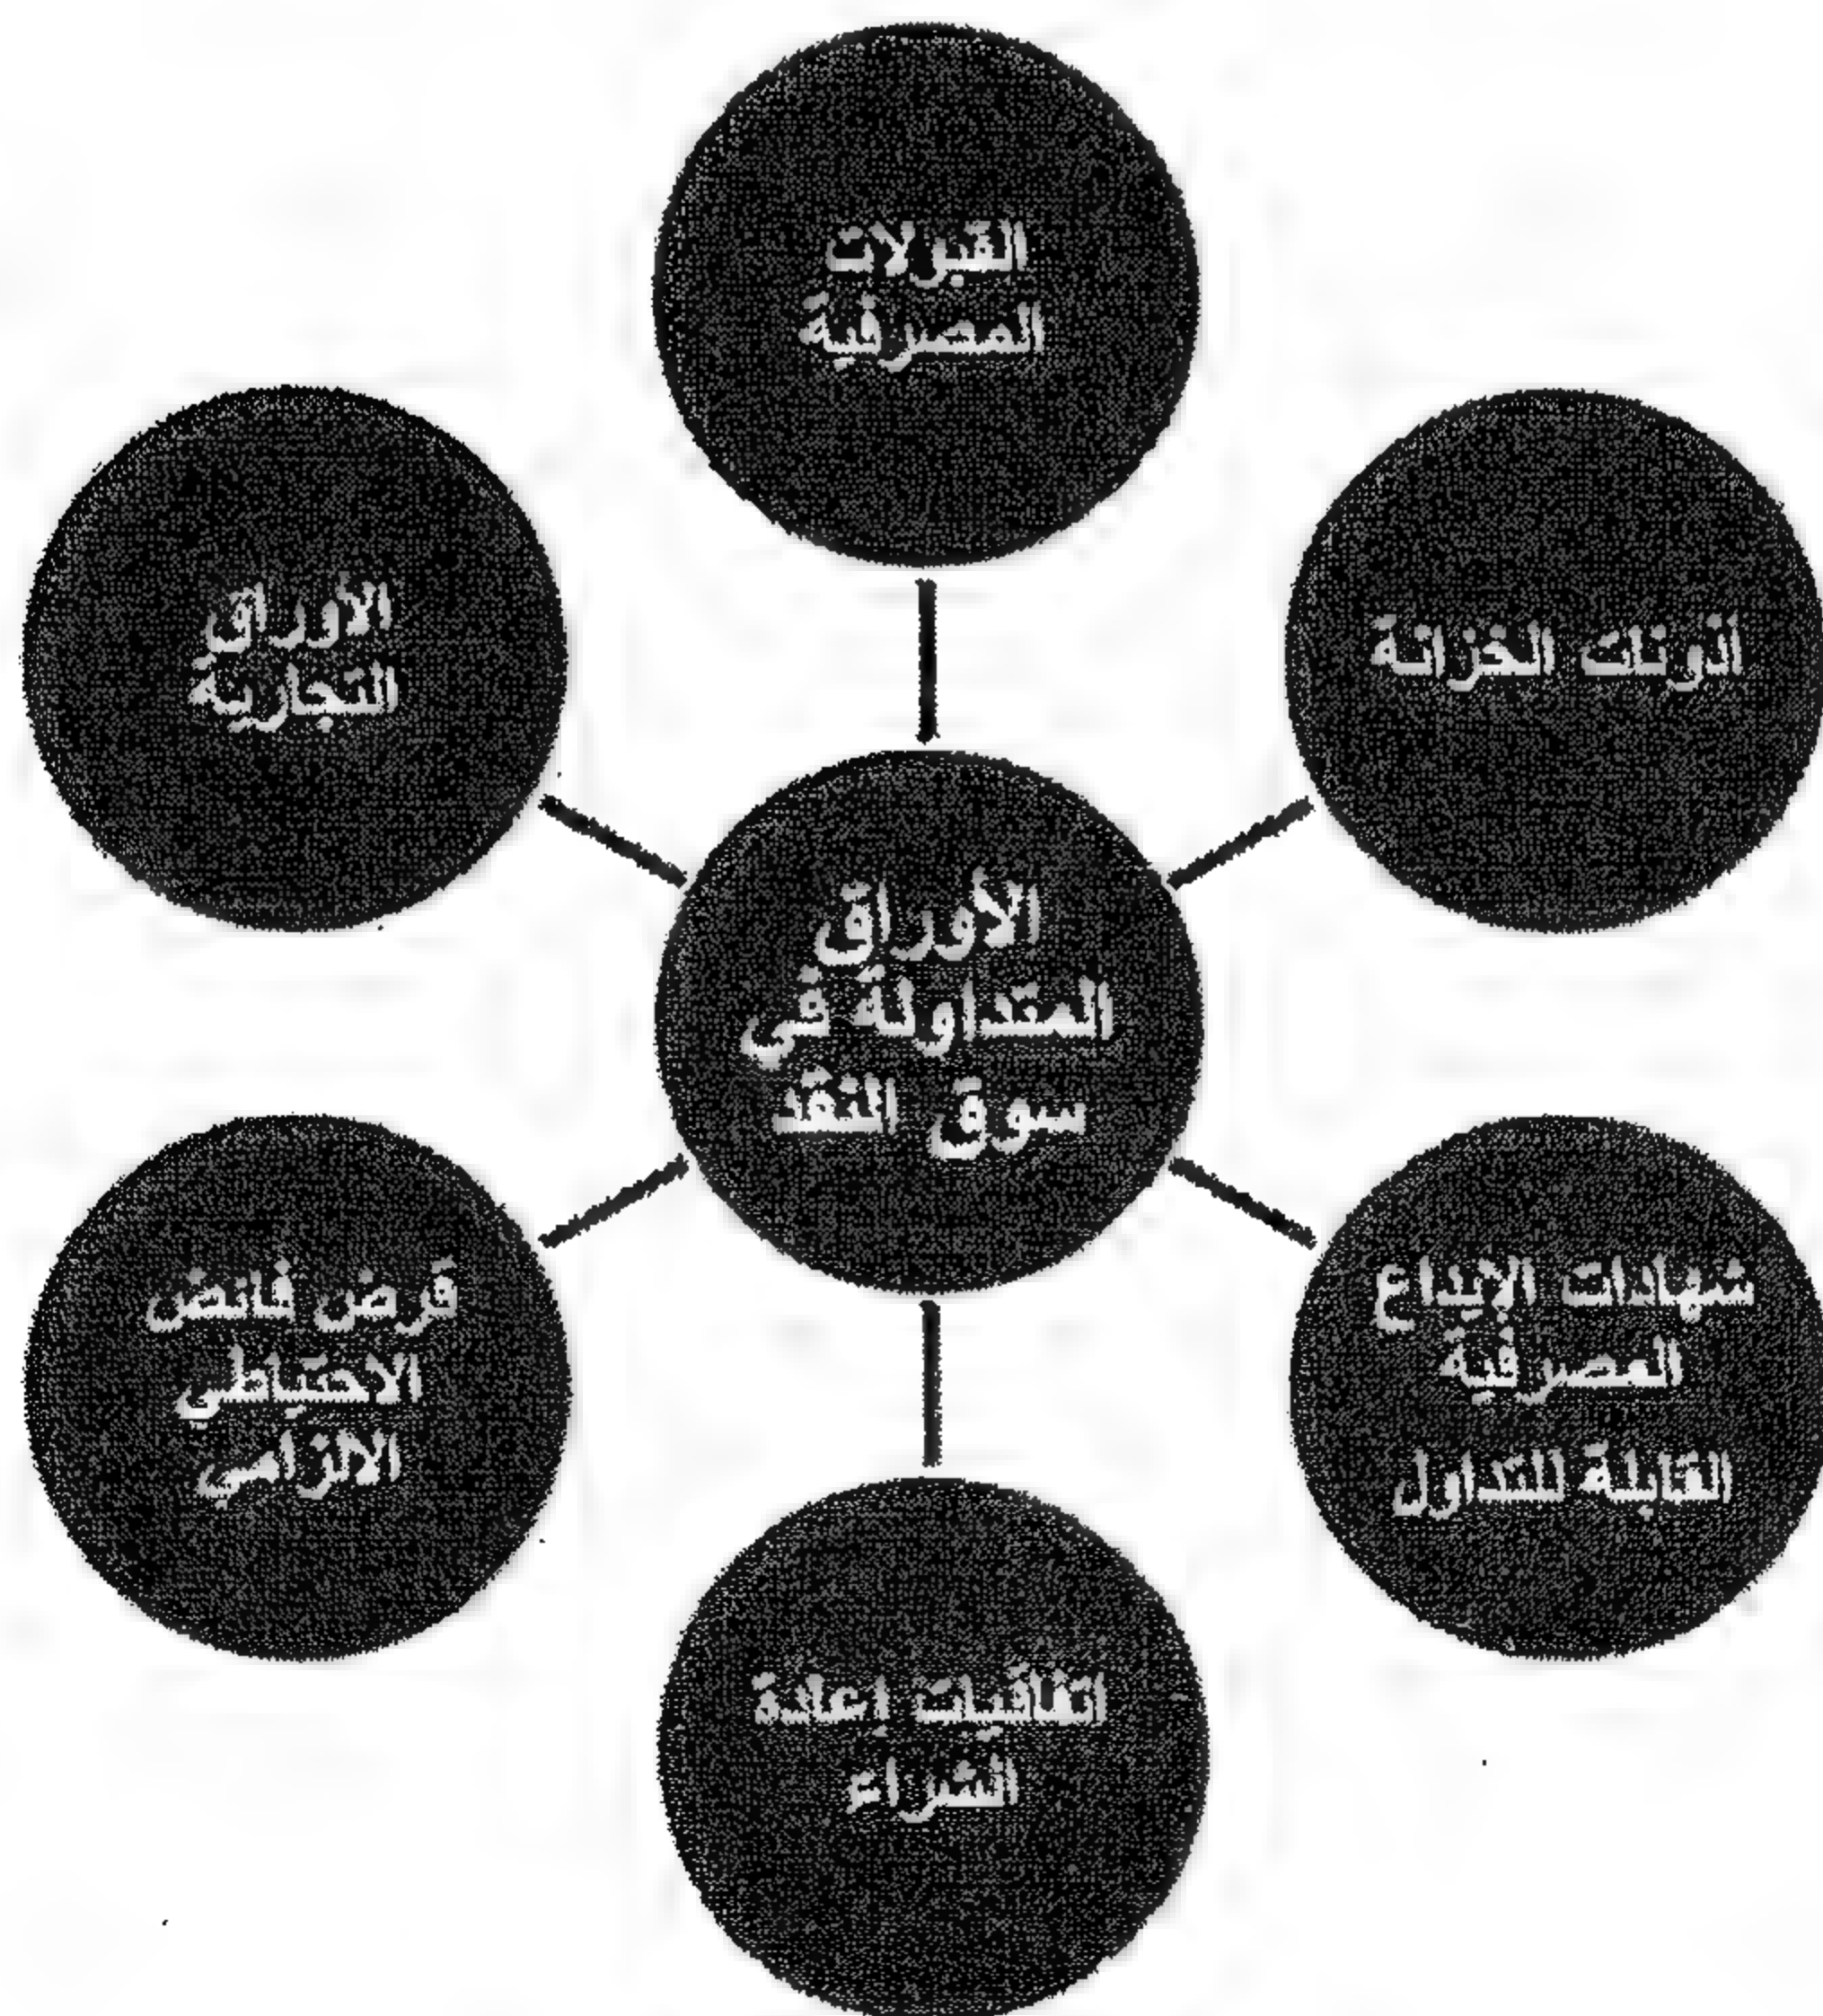 القبولات
المصرفية
أذونات الخزانة
الأوراق
التجارية
الأوراق
المتداولة في
سوق النقد
شهادات الإيداع
المصرفية
القابلة للتداول
قرض فائض
الاحتياطي
الالزامي
اتفاقيات إعادة
الشراء